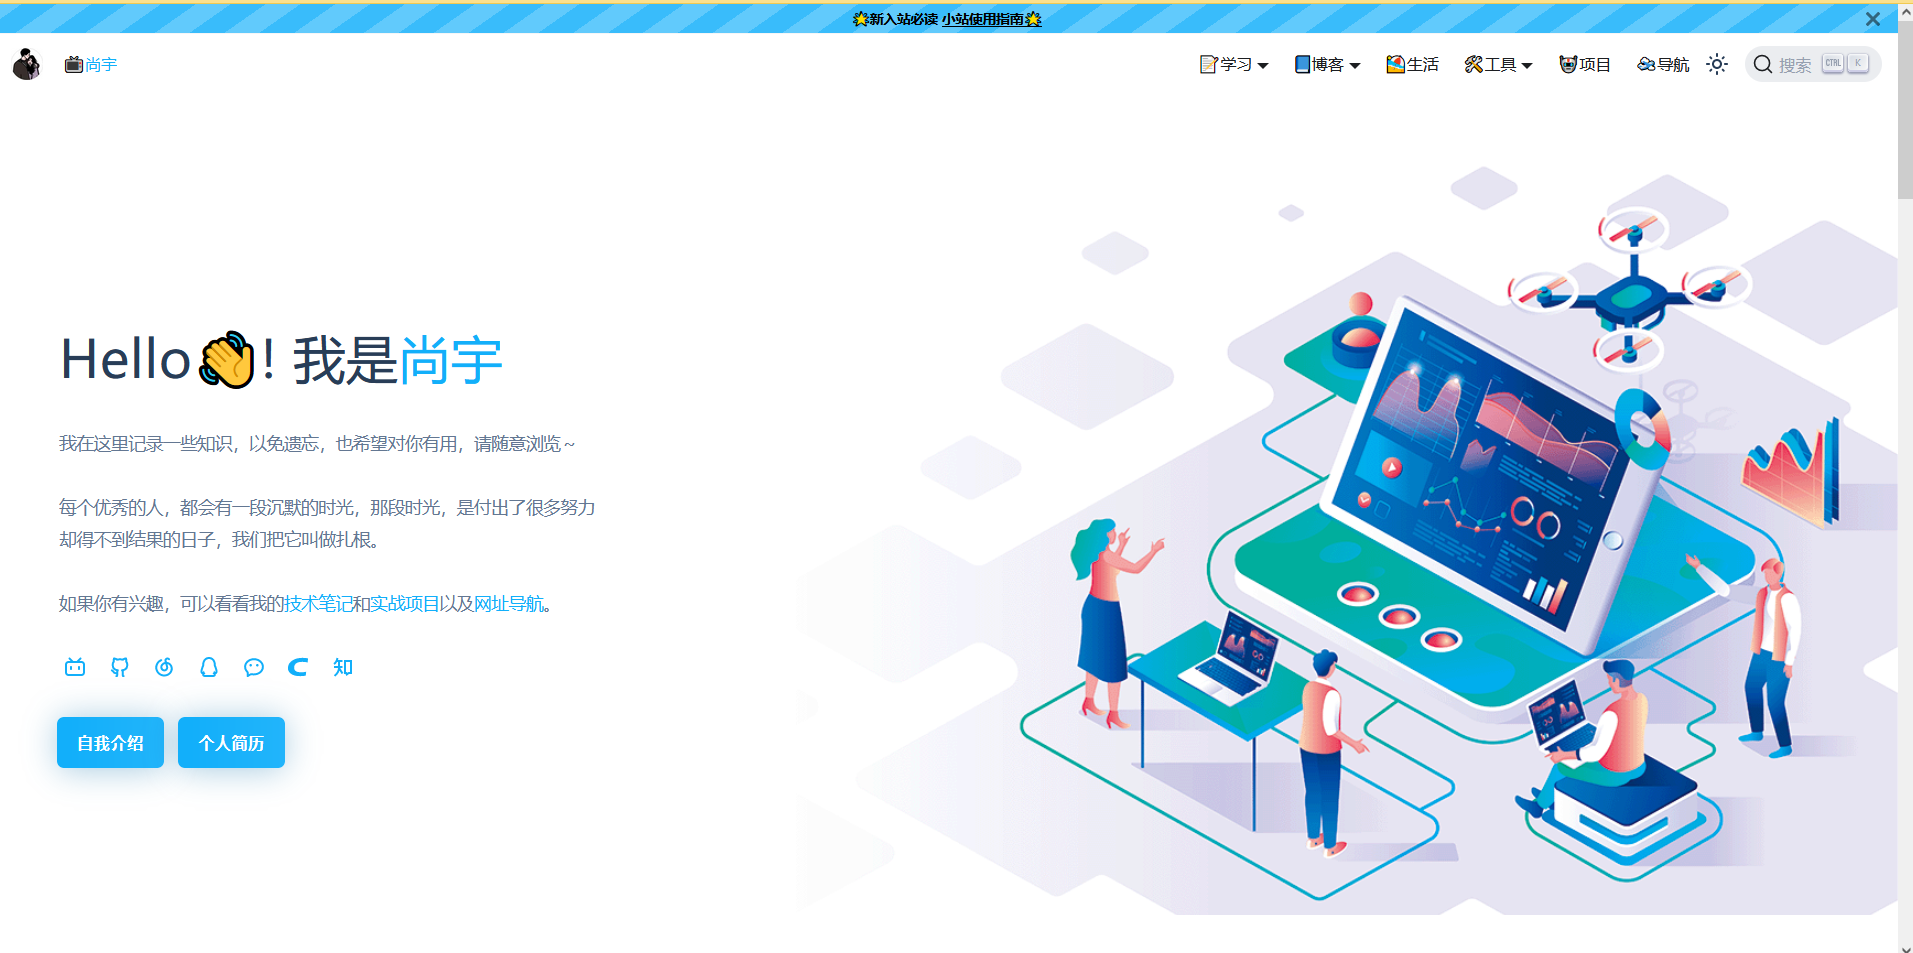 🌟新入站必读 小站使用指南🌟
📺尚宇
📝学习 📘博客 🏞️生活 🛠️工具 🐼项目 导航 搜索 CTRL K
Hello👋! 我是尚宇
我在这里记录一些知识，以免遗忘，也希望对你有用，请随意浏览~
每个优秀的人，都会有一段沉默的时光，那段时光，是付出了很多努力
却得不到结果的日子，我们把它叫做扎根。
如果你有兴趣，可以看看我的技术笔记和实战项目以及网址导航。
知
自我介绍 个人简历